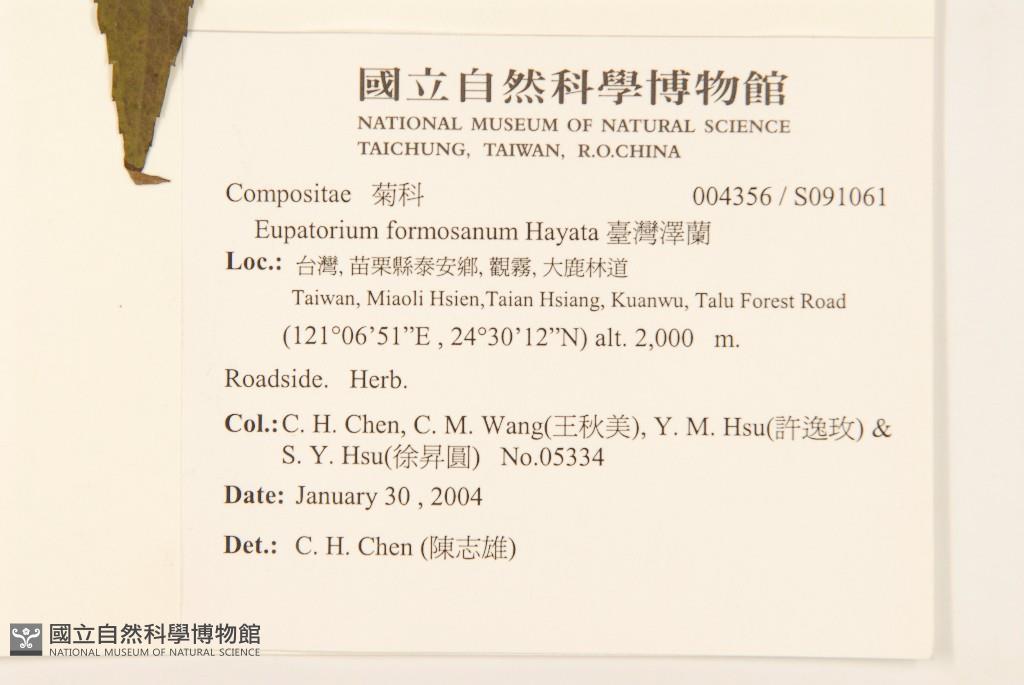 國立自然科學博物館
NATIONAL MUSEUM OF NATURAL SCIENCE
TAICHUNG, TAIWAN, R.O.CHINA
Compositae 菊科 004356 / S091061
Eupatorium formosanum Hayata 臺灣澤蘭
Loc.: 台灣, 苗栗縣泰安鄉, 觀霧, 大鹿林道
Taiwan, Miaoli Hsien,Taian Hsiang, Kuanwu, Talu Forest Road
(121°06’51”E , 24°30’12”N) alt. 2,000 m.
Roadside. Herb.
Col.: C. H. Chen, C. M. Wang(王秋美), Y. M. Hsu(許逸玫) &
S. Y. Hsu(徐昇圓) No.05334
Date: January 30 , 2004
Det.: C. H. Chen (陳志雄)
國立自然科學博物館
NATIONAL MUSEUM OF NATURAL SCIENCE